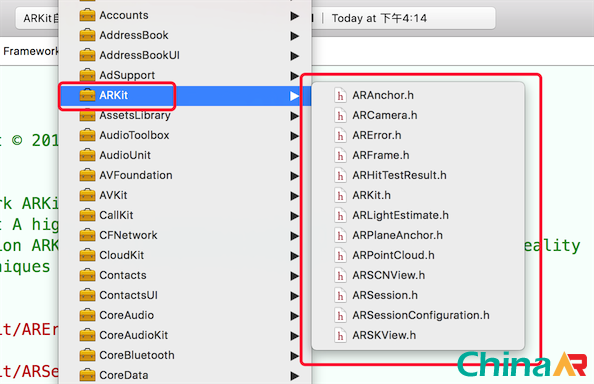 ARKit自
Today at 下午4:14
Framework
Accounts
AddressBook
AddressBookUI
AdSupport
ARKit
AssetsLibrary
AudioToolbox
AudioUnit
AVFoundation
AVKit
CallKit
CFNetwork
CloudKit
Contacts
ContactsUI
CoreAudio
CoreAudioKit
CoreBluetooth
CoreData
h ARAnchor.h
h ARCamera.h
h ARError.h
h ARFrame.h
h ARHitTestResult.h
h ARKit.h
h ARLightEstimate.h
h ARPlaneAnchor.h
h ARPointCloud.h
h ARSCNView.h
h ARSession.h
h ARSessionConfiguration.h
h ARSKView.h
t © 201
rk ARKi
t A hig
ion ARK
eality
niques
it/ARErr
it/ARSe
ChinaAR